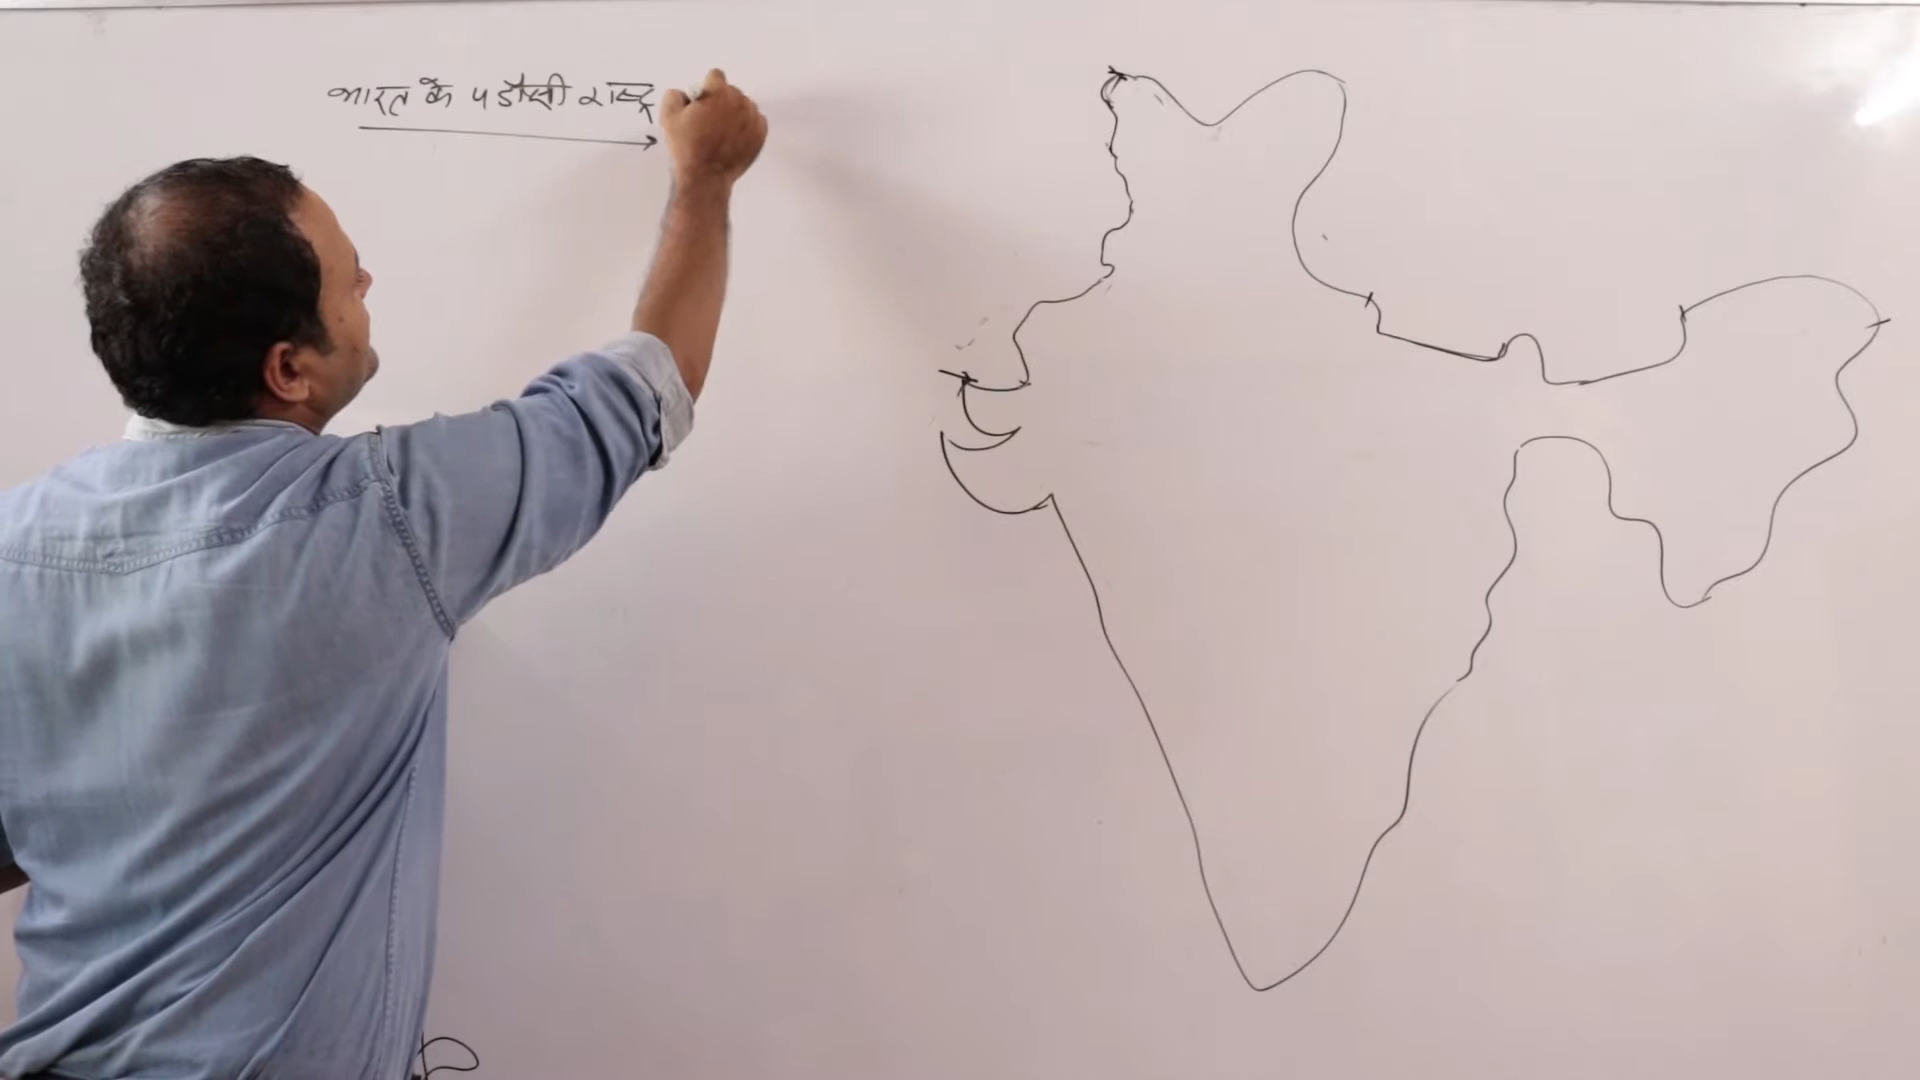 भारत के पडौसी राष्ट्र